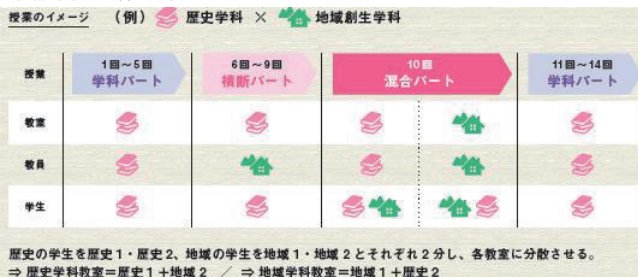 授業のイメージ （例） 歴史学科 × 地域創生学科
授業 1回〜5回 学科パート 6回〜9回 横断パート 10回 混合パート 11回〜14回 学科パート
教室
教員
学生
歴史の学生を歴史1・歴史2、地域の学生を地域1・地域2とそれぞれ2分し、各教室に分散させる。
⇒ 歴史学科教室＝歴史1＋地域2 ／ ⇒ 地域学科教室＝地域1＋歴史2